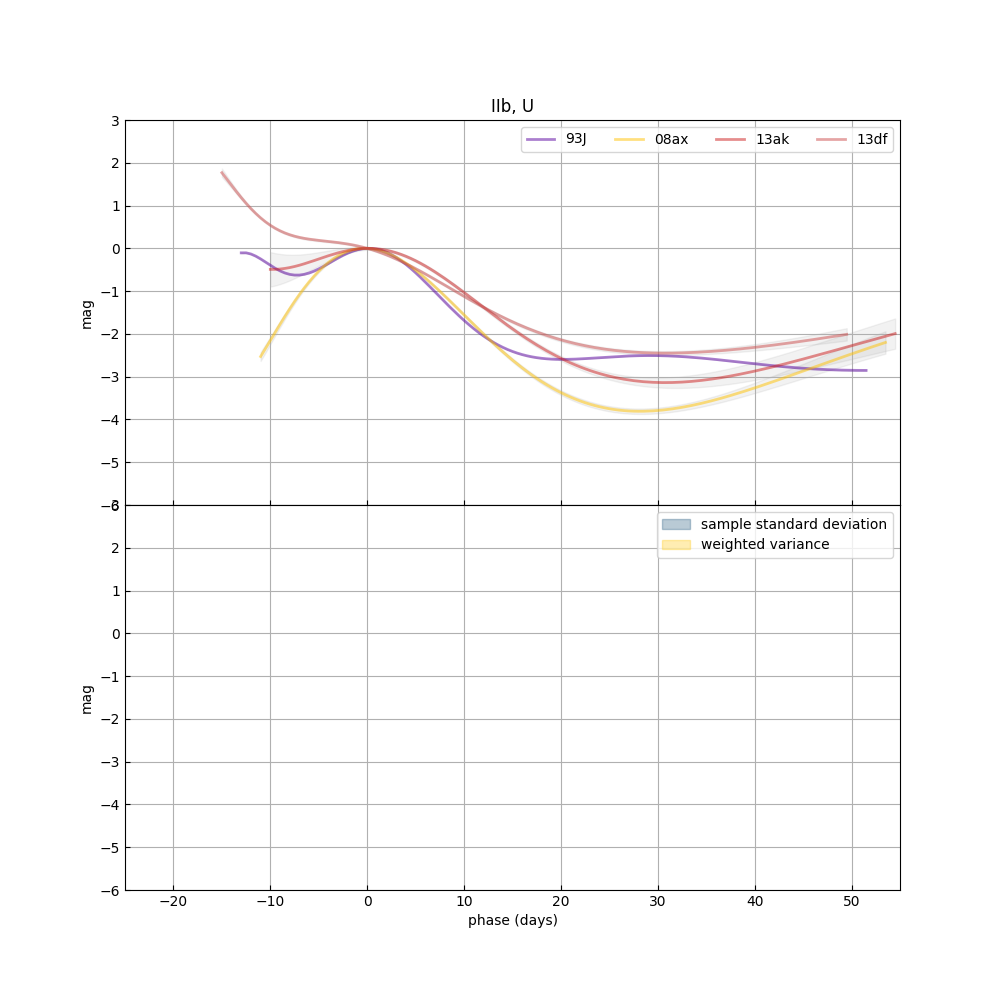 IIb, U
93J 08ax 13ak 13df
3
2
1
0
−1
−2
−3
−4
−5
−6
mag
sample standard deviation
weighted variance
3
2
1
0
−1
−2
−3
−4
−5
−6
mag
−20 −10 0 10 20 30 40 50
phase (days)